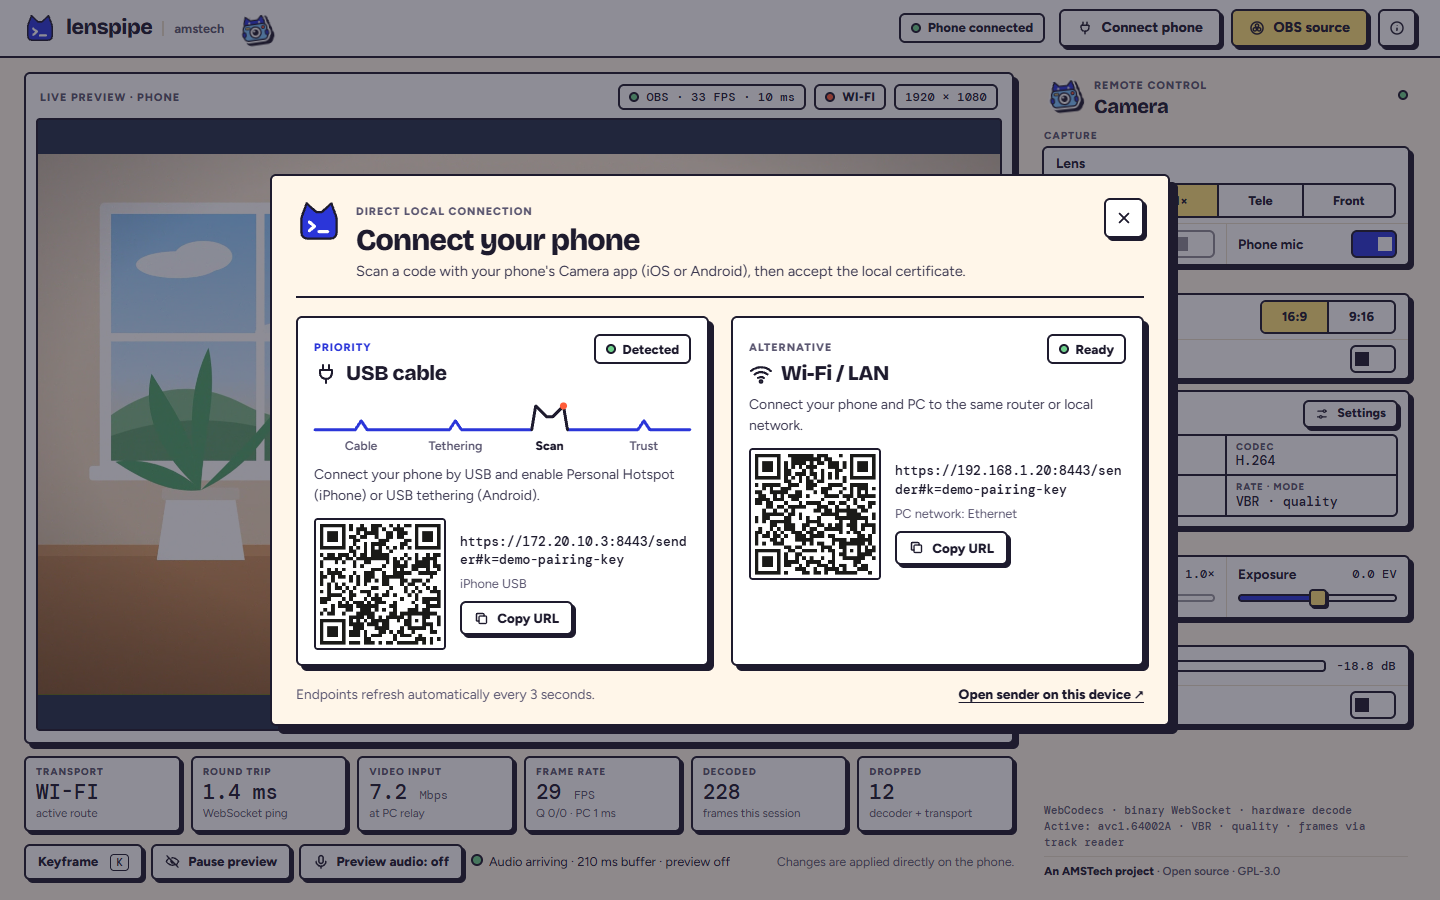 lenspipe
amstech
Phone connected
Connect phone
OBS source
LIVE PREVIEW · PHONE
OBS · 33 FPS · 10 ms
WI-FI
1920 × 1080
REMOTE CONTROL
Camera
CAPTURE
Lens
Tele
Front
Phone mic
16:9
9:16
Settings
CODEC
H.264
RATE · MODE
VBR · quality
1.0×
Exposure
0.0 EV
-18.8 dB
DIRECT LOCAL CONNECTION
Connect your phone
Scan a code with your phone's Camera app (iOS or Android), then accept the local certificate.
PRIORITY
Detected
USB cable
Cable
Tethering
Scan
Trust
Connect your phone by USB and enable Personal Hotspot
(iPhone) or USB tethering (Android).
https://172.20.10.3:8443/send
er#k=demo-pairing-key
iPhone USB
Copy URL
ALTERNATIVE
Ready
Wi-Fi / LAN
Connect your phone and PC to the same router or local
network.
https://192.168.1.20:8443/sen
der#k=demo-pairing-key
PC network: Ethernet
Copy URL
Endpoints refresh automatically every 3 seconds.
Open sender on this device ↗
TRANSPORT
WI-FI
active route
ROUND TRIP
1.4 ms
WebSocket ping
VIDEO INPUT
7.2 Mbps
at PC relay
FRAME RATE
29 FPS
Q 0/0 · PC 1 ms
DECODED
228
frames this session
DROPPED
12
decoder + transport
Keyframe K
Pause preview
Preview audio: off
Audio arriving · 210 ms buffer · preview off
Changes are applied directly on the phone.
WebCodecs · binary WebSocket · hardware decode
Active: avc1.64002A · VBR · quality · frames via
track reader
An AMSTech project · Open source · GPL-3.0